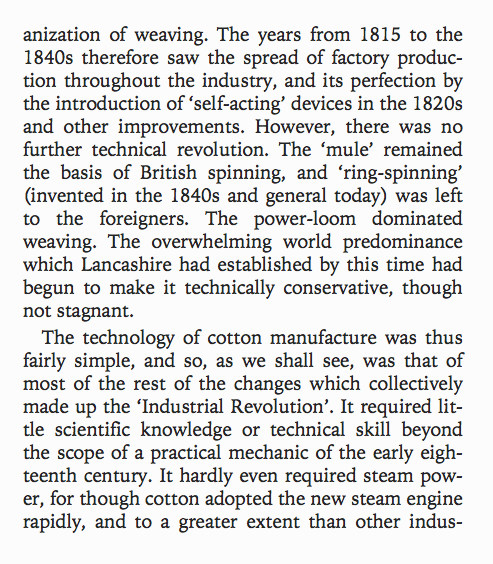 anization of weaving. The years from 1815 to the
1840s therefore saw the spread of factory produc-
tion throughout the industry, and its perfection by
the introduction of ‘self-acting’ devices in the 1820s
and other improvements. However, there was no
further technical revolution. The ‘mule’ remained
the basis of British spinning, and ‘ring-spinning’
(invented in the 1840s and general today) was left
to the foreigners. The power-loom dominated
weaving. The overwhelming world predominance
which Lancashire had established by this time had
begun to make it technically conservative, though
not stagnant.
The technology of cotton manufacture was thus
fairly simple, and so, as we shall see, was that of
most of the rest of the changes which collectively
made up the ‘Industrial Revolution’. It required lit-
tle scientific knowledge or technical skill beyond
the scope of a practical mechanic of the early eigh-
teenth century. It hardly even required steam pow-
er, for though cotton adopted the new steam engine
rapidly, and to a greater extent than other indus-